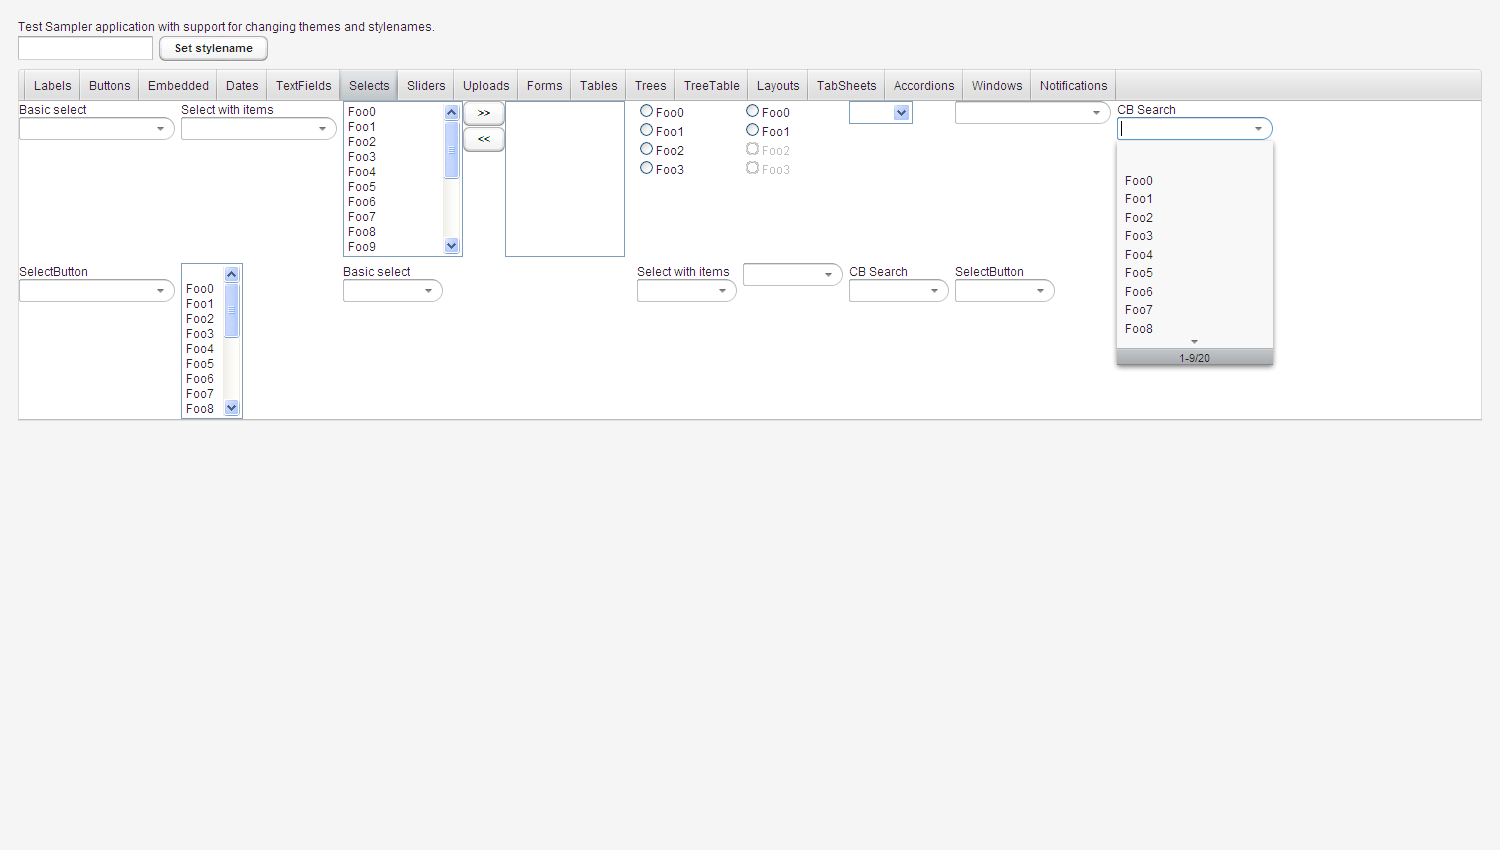 Test Sampler application with support for changing themes and stylenames.
Set stylename
Labels Buttons Embedded Dates TextFields Selects Sliders Uploads Forms Tables Trees TreeTable Layouts TabSheets Accordions Windows Notifications
Basic select
Select with items
Foo0
Foo1
Foo2
Foo3
Foo4
Foo5
Foo6
Foo7
Foo8
Foo9
>>
<<
Foo0
Foo1
Foo2
Foo3
Foo0
Foo1
Foo2
Foo3
CB Search
Foo0
Foo1
Foo2
Foo3
Foo4
Foo5
Foo6
Foo7
Foo8
1-9/20
SelectButton
Foo0
Foo1
Foo2
Foo3
Foo4
Foo5
Foo6
Foo7
Foo8
Basic select
Select with items
CB Search
SelectButton